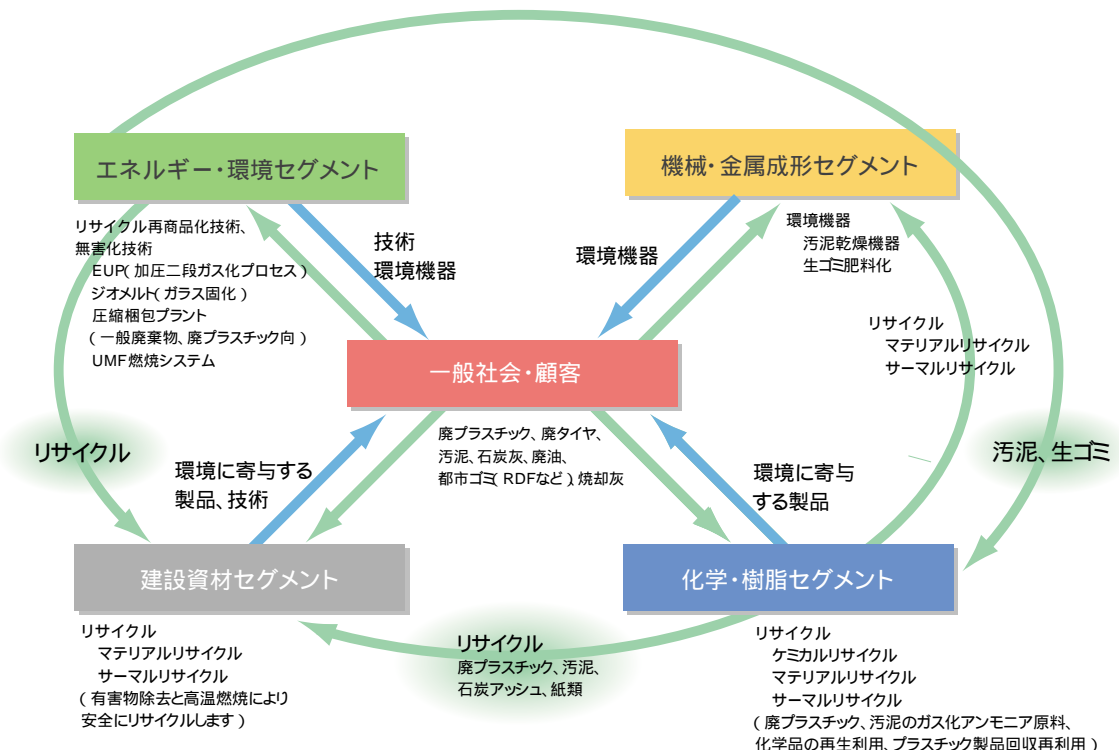 エネルギー・環境セグメント
機械・金属成形セグメント
リサイクル再商品化技術、
無害化技術
EUP(加圧二段ガス化プロセス)
ジオメルト(ガラス固化)
圧縮梱包プラント
(一般廃棄物、廃プラスチック向)
UMF燃焼システム
技術
環境機器
環境機器
環境機器
汚泥乾燥機器
生ゴミ肥料化
リサイクル
マテリアルリサイクル
サーマルリサイクル
一般社会・顧客
リサイクル
環境に寄与する
製品、技術
廃プラスチック、廃タイヤ、
汚泥、石炭灰、廃油、
都市ゴミ(RDFなど)、焼却灰
環境に寄与
する製品
汚泥、生ゴミ
建設資材セグメント
化学・樹脂セグメント
リサイクル
マテリアルリサイクル
サーマルリサイクル
(有害物除去と高温燃焼により
安全にリサイクルします)
リサイクル
廃プラスチック、汚泥、
石炭アッシュ、紙類
リサイクル
ケミカルリサイクル
マテリアルリサイクル
サーマルリサイクル
(廃プラスチック、汚泥のガス化アンモニア原料、
化学品の再生利用、プラスチック製品回収再利用)